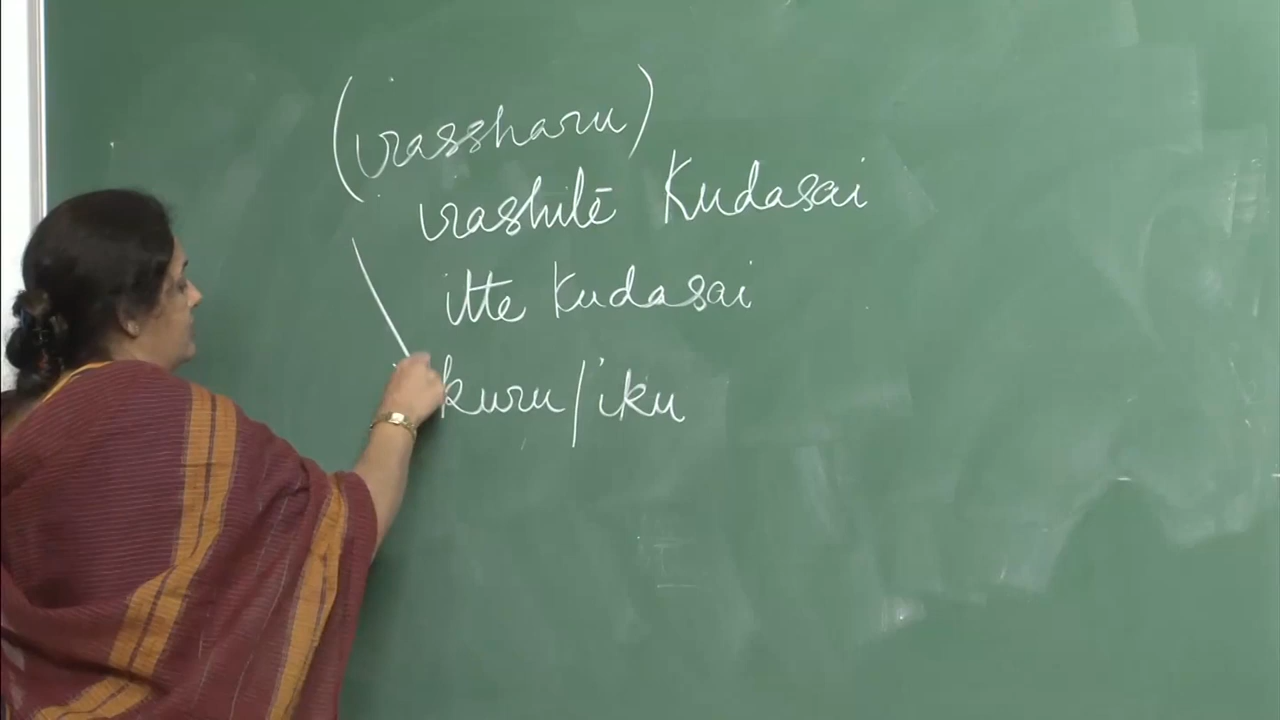 (irassharu)
irashitē Kudasai
itte kudasai
kuru/iku